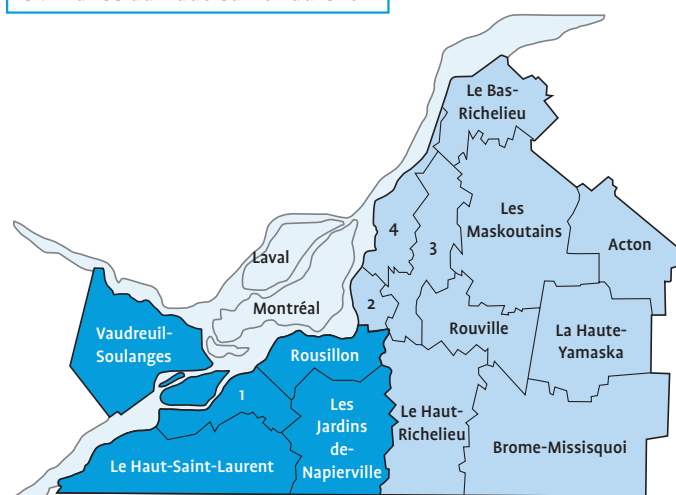 Le Bas-
Richelieu
Les
Maskoutains
4
3
Acton
Laval
Montréal
2
Vaudreuil-
Soulanges
Rouville
La Haute-
Yamaska
Rousillon
1
Les
Jardins
de-
Napierville
Le Haut-
Richelieu
Brome-Missisquoi
Le Haut-Saint-Laurent